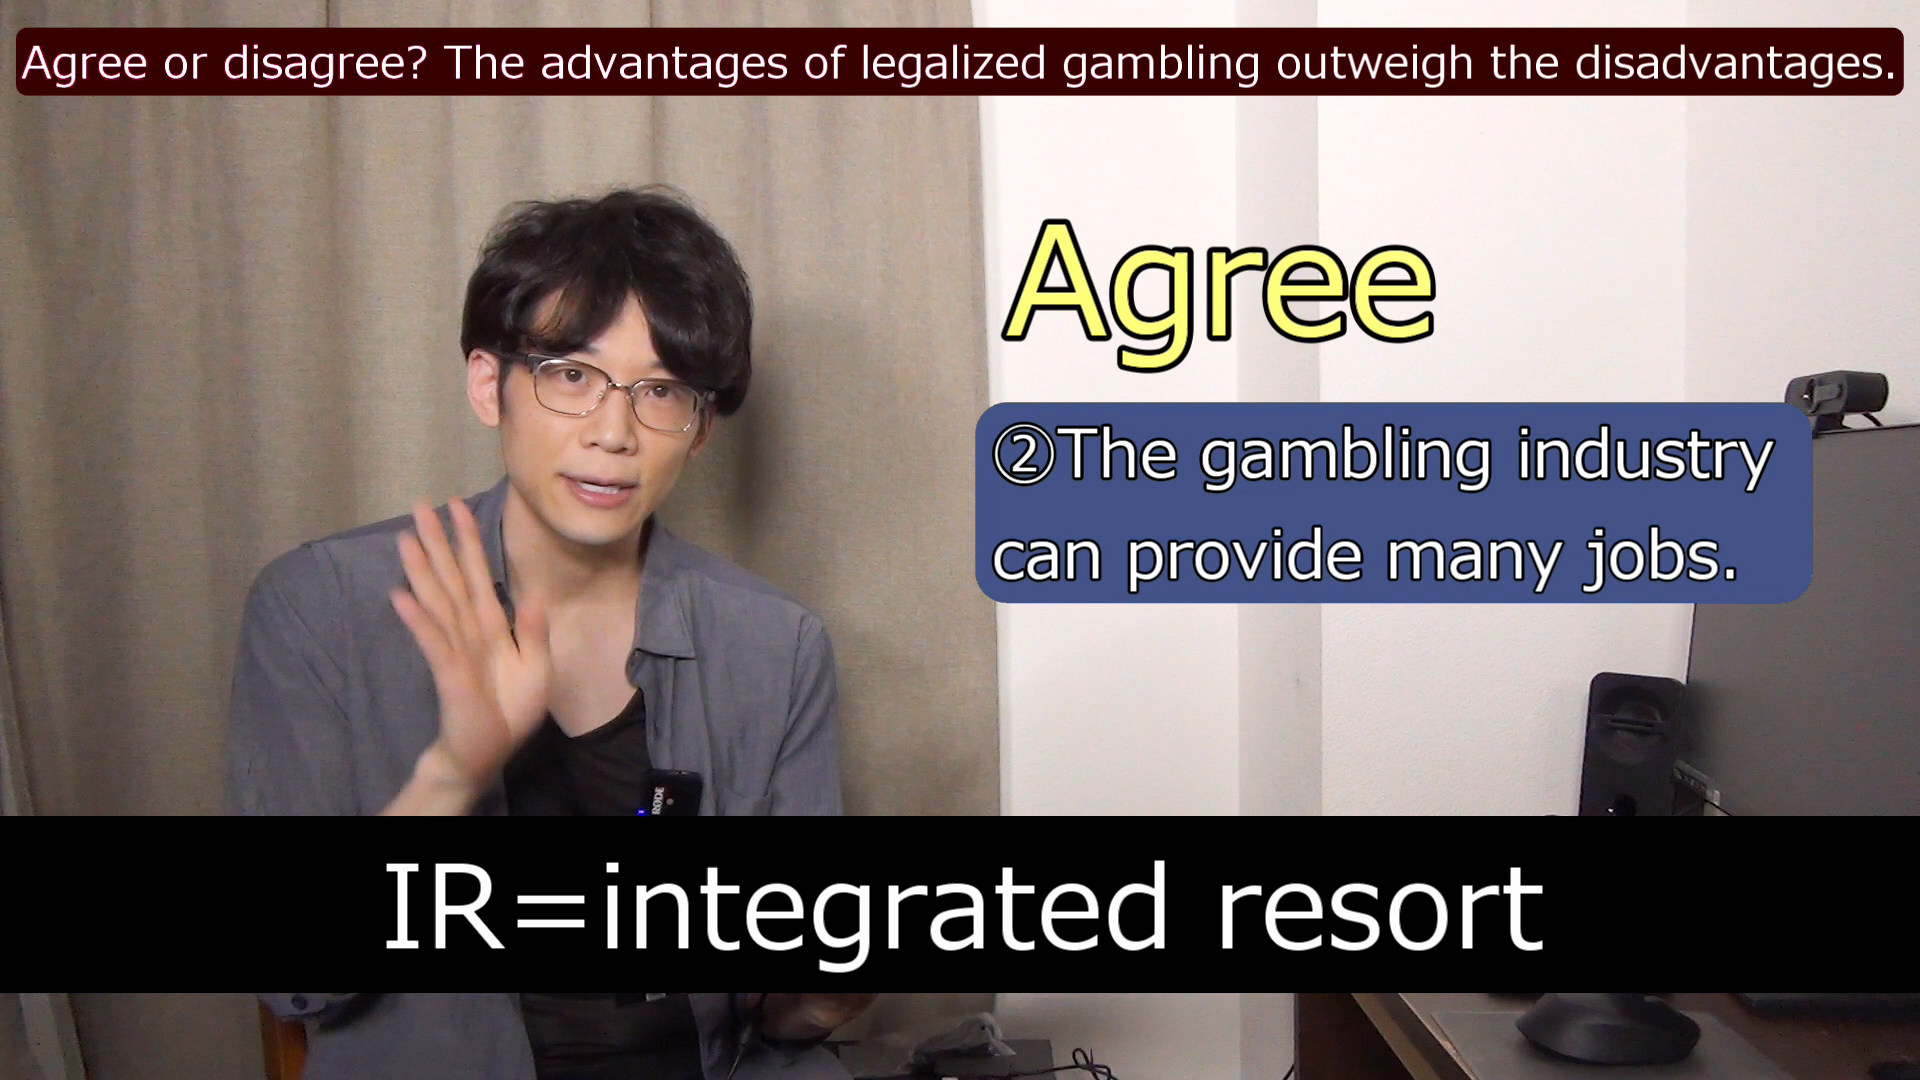 Agree or disagree? The advantages of legalized gambling outweigh the disadvantages.
Agree
②The gambling industry
can provide many jobs.
RODE
IR=integrated resort